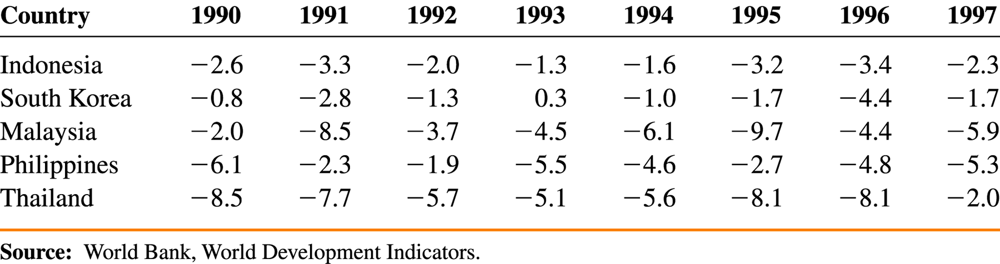 Country 1990 1991 1992 1993 1994 1995 1996 1997
Indonesia −2.6 −3.3 −2.0 −1.3 −1.6 −3.2 −3.4 −2.3
South Korea −0.8 −2.8 −1.3 0.3 −1.0 −1.7 −4.4 −1.7
Malaysia −2.0 −8.5 −3.7 −4.5 −6.1 −9.7 −4.4 −5.9
Philippines −6.1 −2.3 −1.9 −5.5 −4.6 −2.7 −4.8 −5.3
Thailand −8.5 −7.7 −5.7 −5.1 −5.6 −8.1 −8.1 −2.0
Source: World Bank, World Development Indicators.